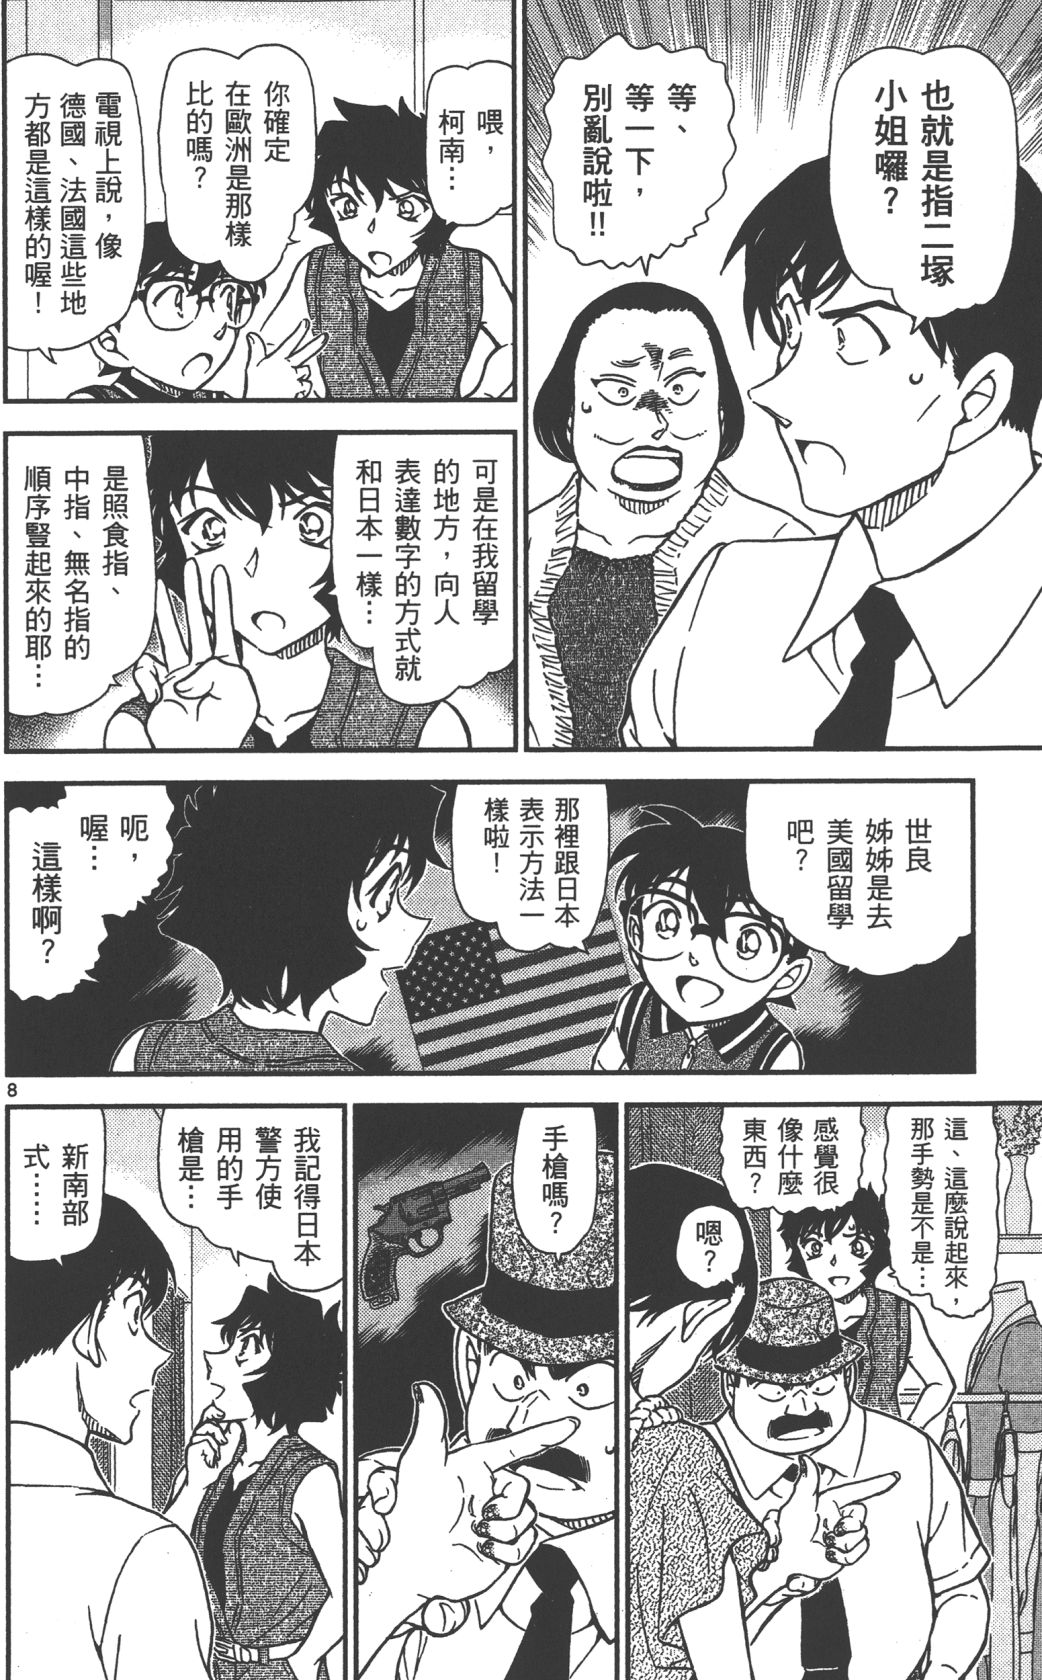 也就是指二塚
小姐囉？
等、
等一下，
別亂說啦!!
喂，
柯南…
你確定
在歐洲是那樣
比的嗎？
電視上說，像
德國、法國這些地
方都是這樣的喔！
可是在我留學
的地方，向人
表達數字的方式就
和日本一樣…
是照食指、
中指、無名指的
順序豎起來的耶…
世良
姊姊是去
美國留學
吧？
那裡跟日本
表示方法一
樣啦！
呃，
喔…
這樣啊？
8
這、這麼說起來，
那手勢是不是…
感覺很
像什麼
東西？
嗯？
手槍嗎？
我記得日本
警方使
用的手
槍是…
新南部
式……